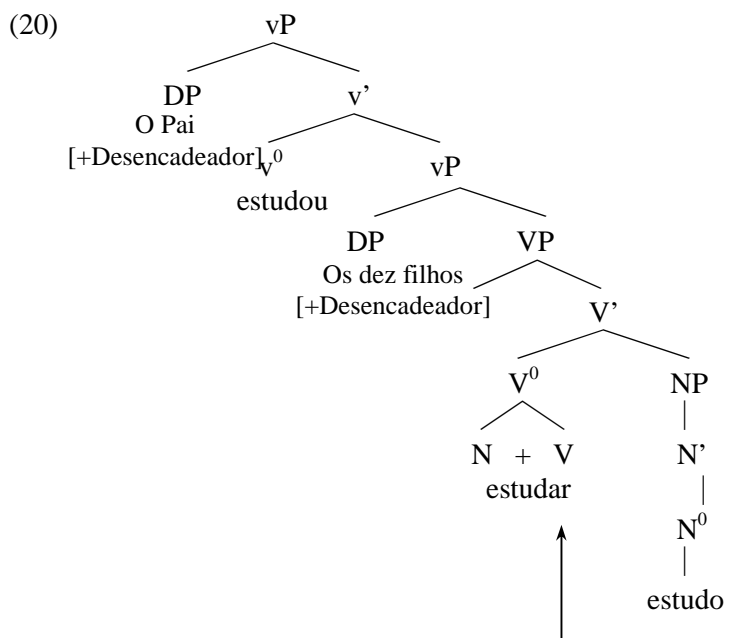 (20) vP
DP v’
O Pai
[+Desencadeador] v⁰ vP
estudou
DP VP
Os dez filhos
[+Desencadeador] V’
V⁰ NP
N + V N’
estudar
N⁰
estudo